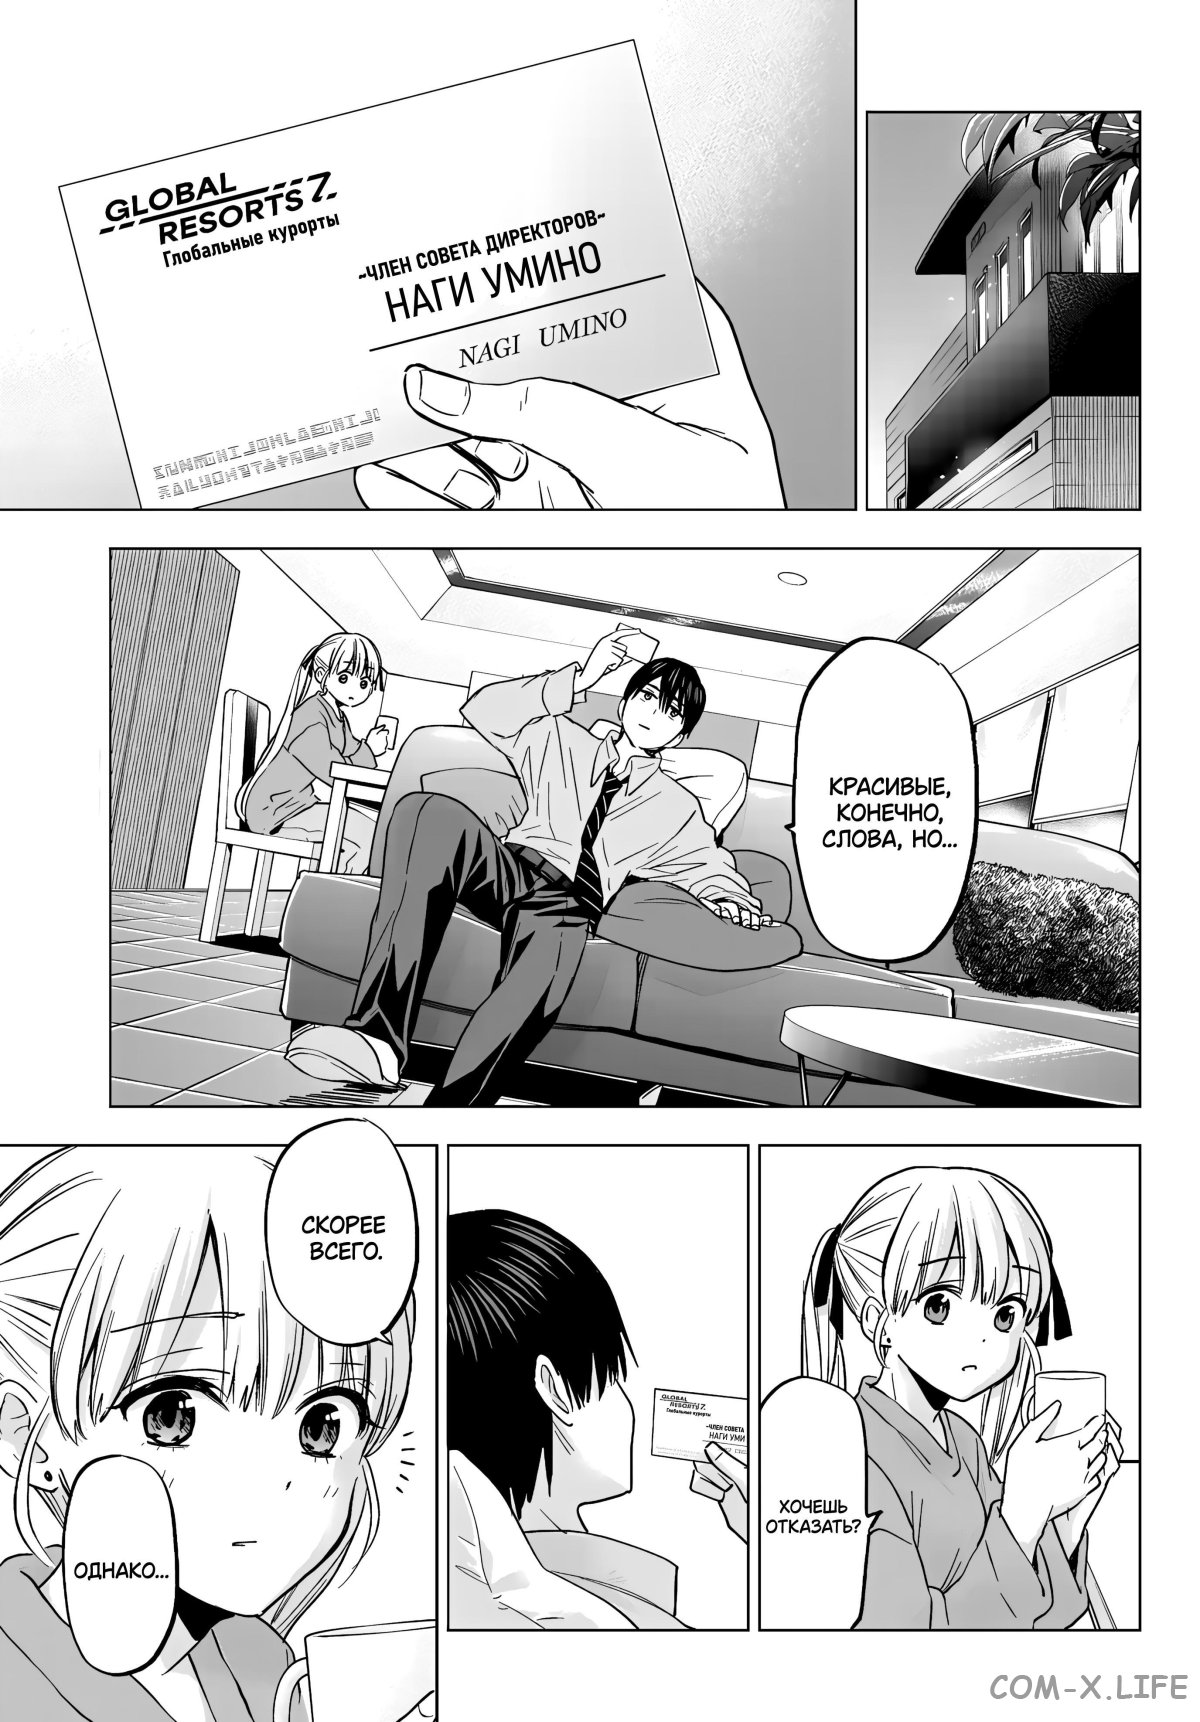 GLOBAL
RESORTS 7.
Глобальные курорты
~ЧЛЕН СОВЕТА ДИРЕКТОРОВ~
НАГИ УМИНО
NAGI UMINO
КРАСИВЫЕ,
КОНЕЧНО,
СЛОВА, НО...
ХОЧЕШЬ
ОТКАЗАТЬ?
GLOBAL
RESORTS 7.
Глобальные курорты
~ЧЛЕН СОВЕТА
НАГИ УМИ
СКОРЕЕ
ВСЕГО.
ОДНАКО...
COM-X.LIFE